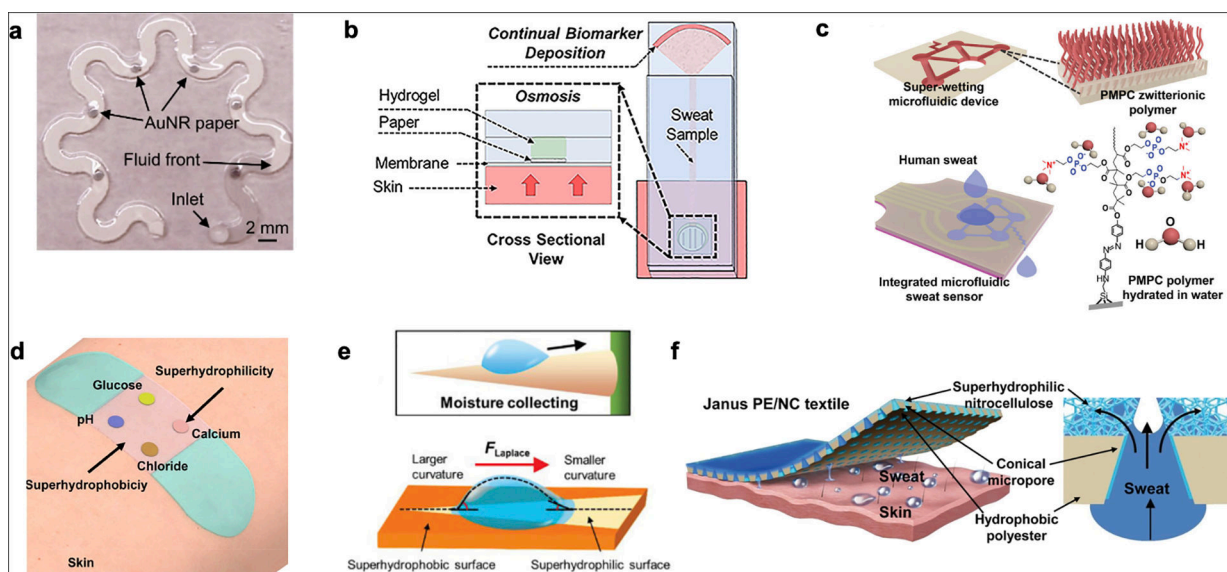 a
AuNR paper
Fluid front
Inlet
2 mm
b
Continual Biomarker
Deposition
Osmosis
Hydrogel
Paper
Membrane
Skin
Sweat
Sample
Cross Sectional
View
c
Super-wetting
microfluidic device
PMPC zwitterionic
polymer
Human sweat
Integrated microfluidic
sweat sensor
O
H
H
PMPC polymer
hydrated in water
d
Superhydrophilicity
Glucose
pH
Calcium
Chloride
Superhydrophobiciy
Skin
e
Moisture collecting
Larger
curvature
F Laplace
Smaller
curvature
Superhydrophobic surface
Superhydrophilic surface
f
Janus PE/NC textile
Superhydrophilic
nitrocellulose
Conical
micropore
Sweat
Skin
Hydrophobic
polyester
Sweat